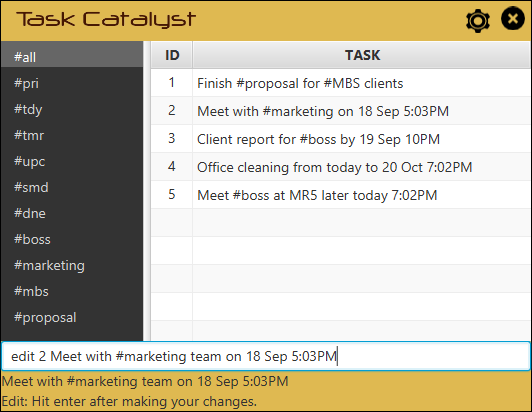 Task Catalyst
#all
#pri
#tdy
#tmr
#upc
#smd
#dne
#boss
#marketing
#mbs
#proposal
ID TASK
1 Finish #proposal for #MBS clients
2 Meet with #marketing on 18 Sep 5:03PM
3 Client report for #boss by 19 Sep 10PM
4 Office cleaning from today to 20 Oct 7:02PM
5 Meet #boss at MR5 later today 7:02PM
edit 2 Meet with #marketing team on 18 Sep 5:03PM
Meet with #marketing team on 18 Sep 5:03PM
Edit: Hit enter after making your changes.